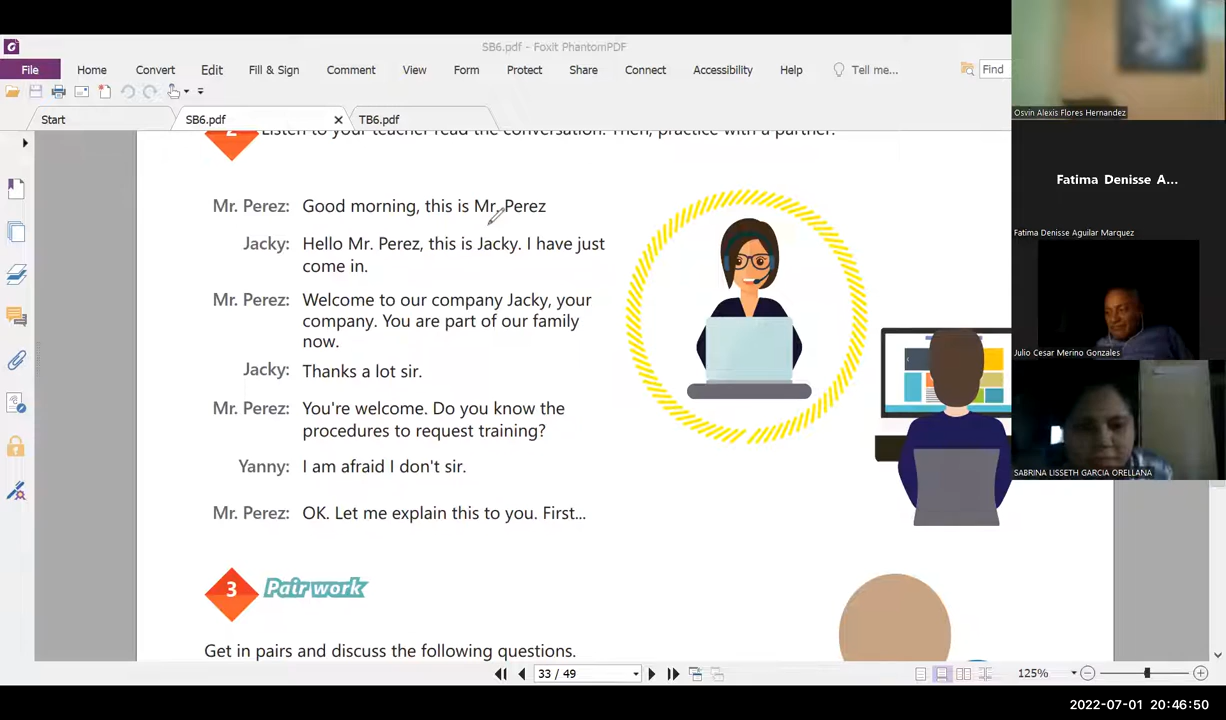 SB6.pdf - Foxit PhantomPDF
File Home Convert Edit Fill & Sign Comment View Form Protect Share Connect Accessibility Help Tell me... Find
Start SB6.pdf TB6.pdf
2 Listen to your teacher read the conversation. Then, practice with a partner.
Mr. Perez: Good morning, this is Mr. Perez
Jacky: Hello Mr. Perez, this is Jacky. I have just
come in.
Mr. Perez: Welcome to our company Jacky, your
company. You are part of our family
now.
Jacky: Thanks a lot sir.
Mr. Perez: You're welcome. Do you know the
procedures to request training?
Yanny: I am afraid I don't sir.
Mr. Perez: OK. Let me explain this to you. First...
3 Pair work
Get in pairs and discuss the following questions.
33 / 49
125%
Osvin Alexis Flores Hernandez
Fatima Denisse A...
Fatima Denisse Aguilar Marquez
Julio Cesar Merino Gonzales
SABRINA LISSETH GARCIA ORELLANA
2022-07-01 20:46:50